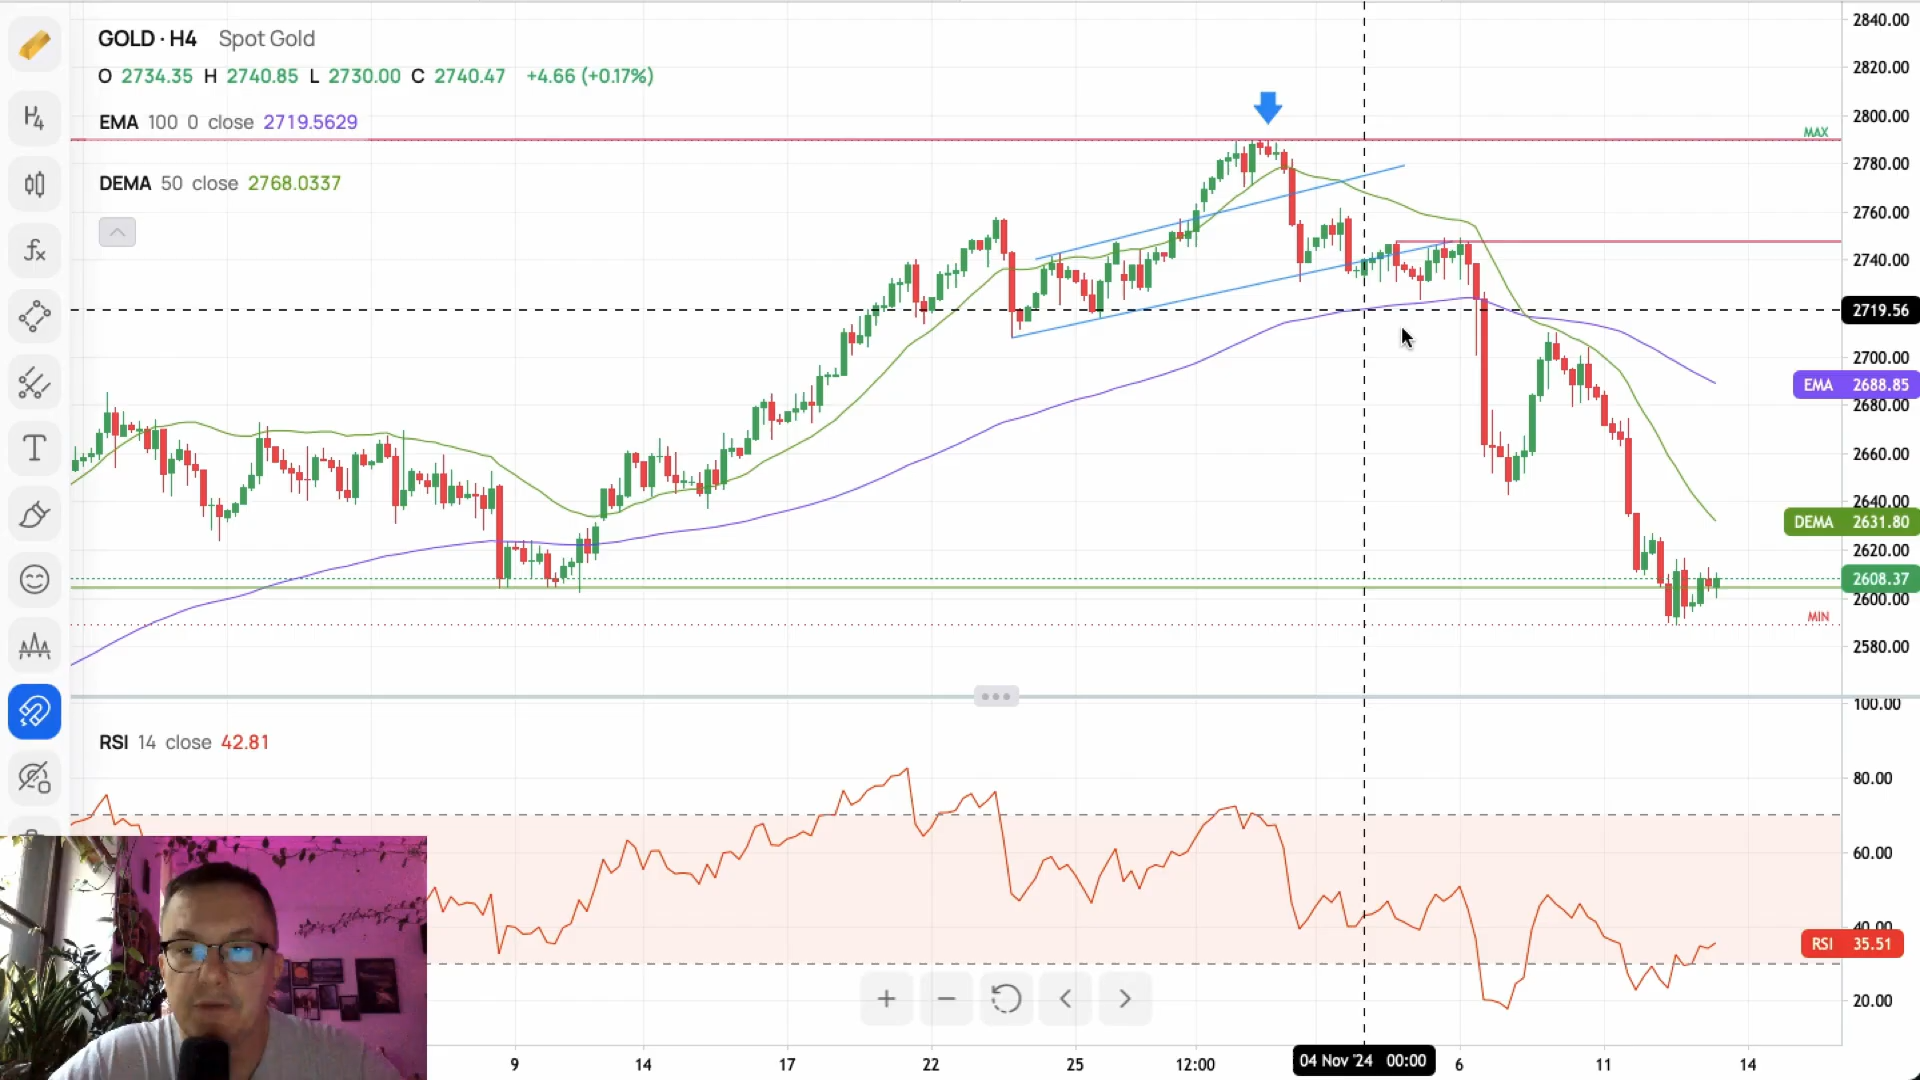 GOLD · H4 Spot Gold
O 2734.35 H 2740.85 L 2730.00 C 2740.47 +4.66 (+0.17%)
EMA 100 0 close 2719.5629
DEMA 50 close 2768.0337
H4
fx
T
2840.00
2820.00
2800.00
MAX
2780.00
2760.00
2740.00
2719.56
2700.00
EMA 2688.85
2680.00
2660.00
2640.00
DEMA 2631.80
2620.00
2608.37
2600.00
MIN
2580.00
100.00
RSI 14 close 42.81
80.00
60.00
40.00
RSI 35.51
20.00
9 14 17 22 25 12:00 04 Nov '24 00:00 6 11 14